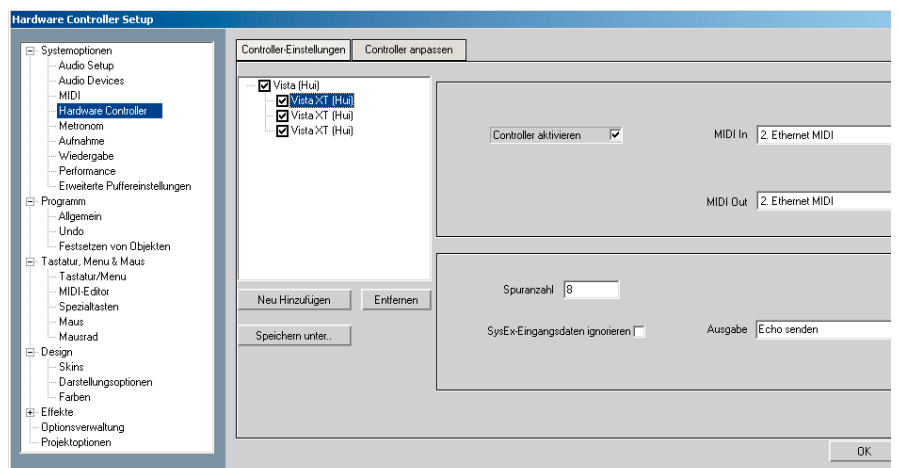 Hardware Controller Setup
Systemoptionen
Audio Setup
Audio Devices
MIDI
Hardware Controller
Metronom
Aufnahme
Wiedergabe
Performance
Erweiterte Puffereinstellungen
Programm
Allgemein
Undo
Festsetzen von Objekten
Tastatur, Menu & Maus
Tastatur/Menu
MIDI-Editor
Spezialtasten
Maus
Mausrad
Design
Skins
Darstellungsoptionen
Farben
Effekte
Optionsverwaltung
Projektoptionen
Controller-Einstellungen
Controller anpassen
Vista (Hui)
Vista XT (Hui)
Vista XT (Hui)
Vista XT (Hui)
Neu Hinzufügen
Entfernen
Speichern unter..
Controller aktivieren
MIDI In
2. Ethernet MIDI
MIDI Out
2. Ethernet MIDI
Spuranzahl
8
SysEx-Eingangsdaten ignorieren
Ausgabe
Echo senden
OK